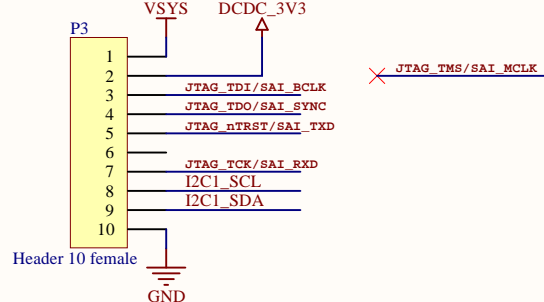 VSYS DCDC_3V3
P3
1
2
3 JTAG_TDI/SAI_BCLK JTAG_TMS/SAI_MCLK
4 JTAG_TDO/SAI_SYNC
5 JTAG_nTRST/SAI_TXD
6
7 JTAG_TCK/SAI_RXD
8 I2C1_SCL
9 I2C1_SDA
10
Header 10 female
GND